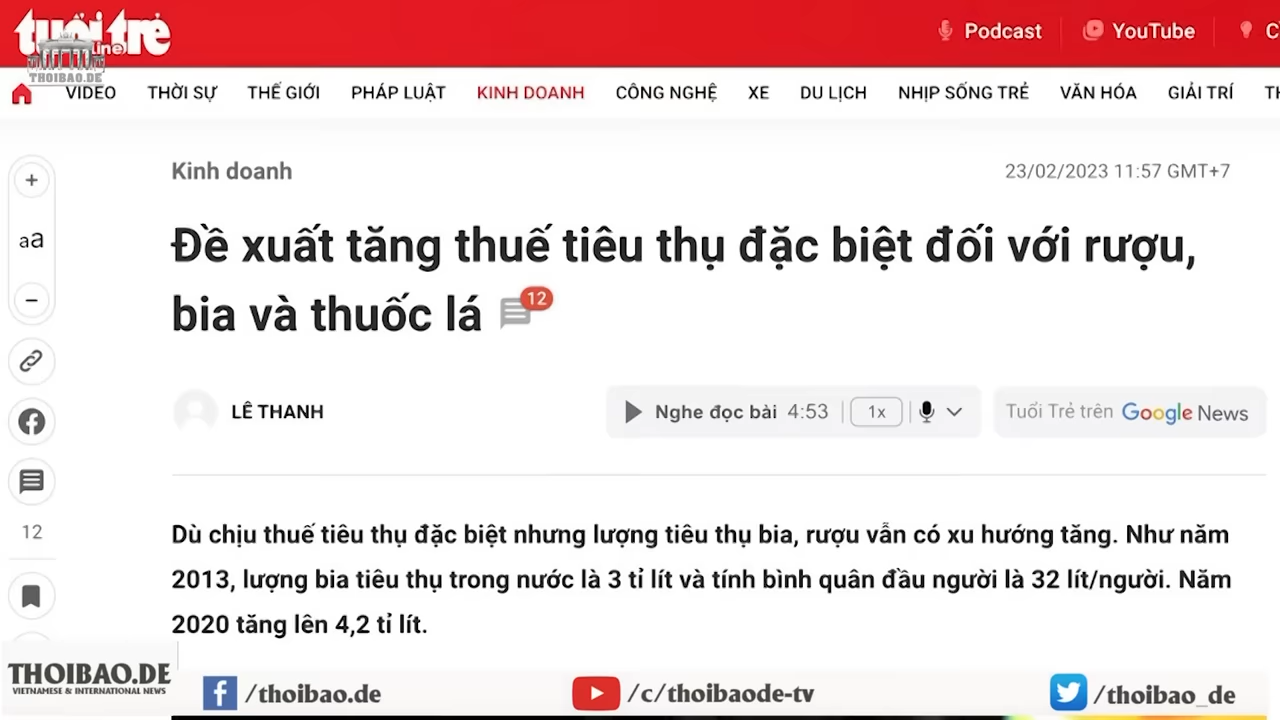 tuổi trẻ
line
THOIBAO.DE
Podcast
YouTube
C
VIDEO THỜI SỰ THẾ GIỚI PHÁP LUẬT KINH DOANH CÔNG NGHỆ XE DU LỊCH NHỊP SỐNG TRẺ VĂN HÓA GIẢI TRÍ TH
Kinh doanh
23/02/2023 11:57 GMT+7
+
aa
−
Đề xuất tăng thuế tiêu thụ đặc biệt đối với rượu,
bia và thuốc lá 12
LÊ THANH
Nghe đọc bài 4:53 1x
Tuổi Trẻ trên Google News
12
Dù chịu thuế tiêu thụ đặc biệt nhưng lượng tiêu thụ bia, rượu vẫn có xu hướng tăng. Như năm
2013, lượng bia tiêu thụ trong nước là 3 tỉ lít và tính bình quân đầu người là 32 lít/người. Năm
2020 tăng lên 4,2 tỉ lít.
THOIBAO.DE
VIETNAMESE & INTERNATIONAL NEWS
/thoibao.de
/c/thoibaode-tv
/thoibao_de